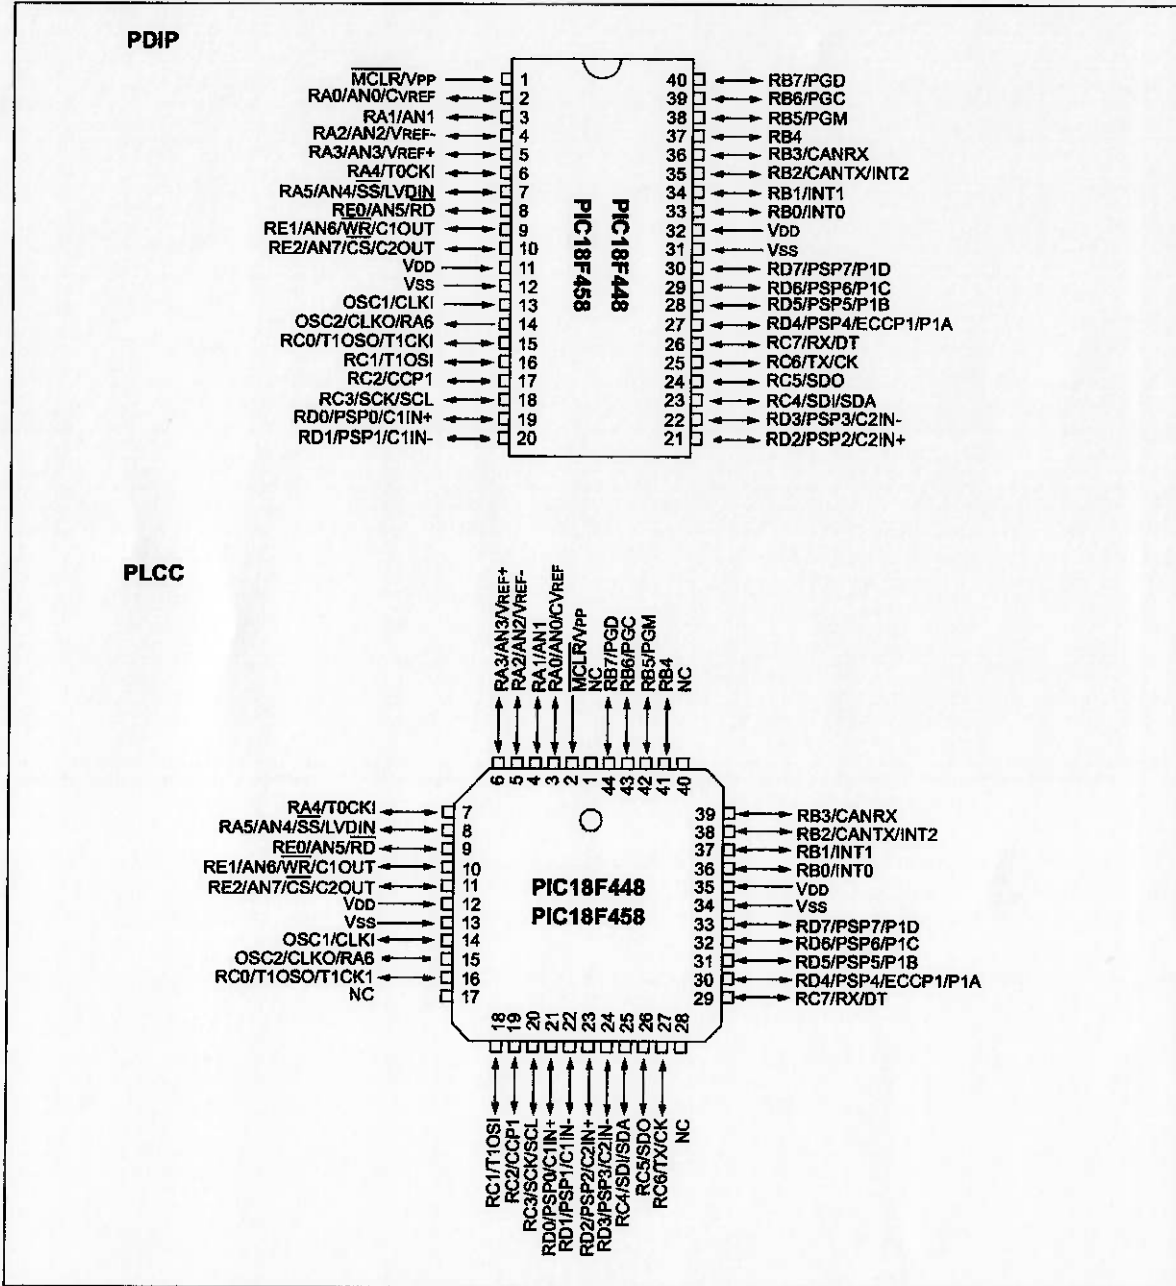 PDIP
MCLR/VPP 1
RA0/AN0/CVREF 2
RA1/AN1 3
RA2/AN2/VREF- 4
RA3/AN3/VREF+ 5
RA4/T0CKI 6
RA5/AN4/SS/LVDIN 7
RE0/AN5/RD 8
RE1/AN6/WR/C1OUT 9
RE2/AN7/CS/C2OUT 10
VDD 11
VSS 12
OSC1/CLKI 13
OSC2/CLKO/RA6 14
RC0/T1OSO/T1CKI 15
RC1/T1OSI 16
RC2/CCP1 17
RC3/SCK/SCL 18
RD0/PSP0/C1IN+ 19
RD1/PSP1/C1IN- 20
PIC18F448
PIC18F458
40 RB7/PGD
39 RB6/PGC
38 RB5/PGM
37 RB4
36 RB3/CANRX
35 RB2/CANTX/INT2
34 RB1/INT1
33 RB0/INT0
32 VDD
31 VSS
30 RD7/PSP7/P1D
29 RD6/PSP6/P1C
28 RD5/PSP5/P1B
27 RD4/PSP4/ECCP1/P1A
26 RC7/RX/DT
25 RC6/TX/CK
24 RC5/SDO
23 RC4/SDI/SDA
22 RD3/PSP3/C2IN-
21 RD2/PSP2/C2IN+
PLCC
RA3/AN3/VREF+ 6
RA2/AN2/VREF- 5
RA1/AN1 4
RA0/AN0/CVREF 3
MCLR/VPP 2
NC 1
RB7/PGD 44
RB6/PGC 43
RB5/PGM 42
RB4 41
NC 40
RA4/T0CKI 7
RA5/AN4/SS/LVDIN 8
RE0/AN5/RD 9
RE1/AN6/WR/C1OUT 10
RE2/AN7/CS/C2OUT 11
VDD 12
VSS 13
OSC1/CLKI 14
OSC2/CLKO/RA6 15
RC0/T1OSO/T1CK1 16
NC 17
PIC18F448
PIC18F458
39 RB3/CANRX
38 RB2/CANTX/INT2
37 RB1/INT1
36 RB0/INT0
35 VDD
34 VSS
33 RD7/PSP7/P1D
32 RD6/PSP6/P1C
31 RD5/PSP5/P1B
30 RD4/PSP4/ECCP1/P1A
29 RC7/RX/DT
18 RC1/T1OSI
19 RC2/CCP1
20 RC3/SCK/SCL
21 RD0/PSP0/C1IN+
22 RD1/PSP1/C1IN-
23 RD2/PSP2/C2IN+
24 RD3/PSP3/C2IN-
25 RC4/SDI/SDA
26 RC5/SDO
27 RC6/TX/CK
28 NC